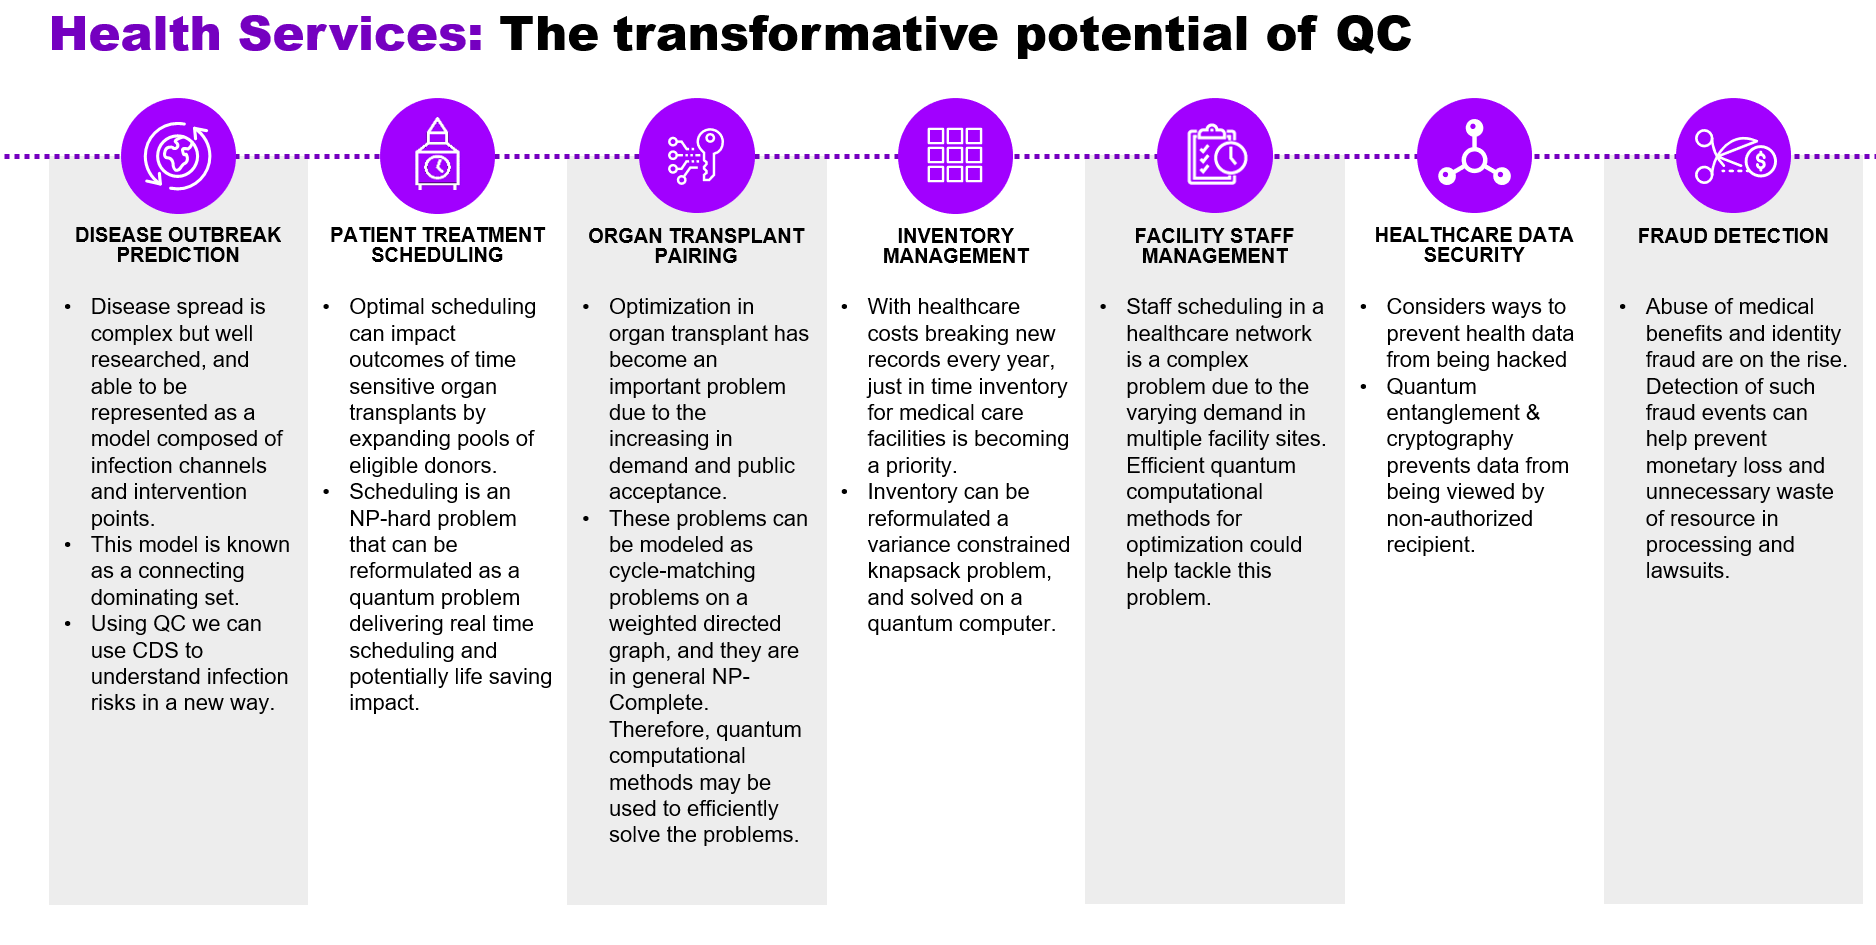 Health Services: The transformative potential of QC
DISEASE OUTBREAK
PREDICTION
• Disease spread is
complex but well
researched, and
able to be
represented as a
model composed of
infection channels
and intervention
points.
• This model is known
as a connecting
dominating set.
• Using QC we can
use CDS to
understand infection
risks in a new way.
PATIENT TREATMENT
SCHEDULING
• Optimal scheduling
can impact
outcomes of time
sensitive organ
transplants by
expanding pools of
eligible donors.
• Scheduling is an
NP-hard problem
that can be
reformulated as a
quantum problem
delivering real time
scheduling and
potentially life saving
impact.
ORGAN TRANSPLANT
PAIRING
• Optimization in
organ transplant has
become an
important problem
due to the
increasing in
demand and public
acceptance.
• These problems can
be modeled as
cycle-matching
problems on a
weighted directed
graph, and they are
in general NP-
Complete.
Therefore, quantum
computational
methods may be
used to efficiently
solve the problems.
INVENTORY
MANAGEMENT
• With healthcare
costs breaking new
records every year,
just in time inventory
for medical care
facilities is becoming
a priority.
• Inventory can be
reformulated a
variance constrained
knapsack problem,
and solved on a
quantum computer.
FACILITY STAFF
MANAGEMENT
• Staff scheduling in a
healthcare network
is a complex
problem due to the
varying demand in
multiple facility sites.
Efficient quantum
computational
methods for
optimization could
help tackle this
problem.
HEALTHCARE DATA
SECURITY
• Considers ways to
prevent health data
from being hacked
• Quantum
entanglement &
cryptography
prevents data from
being viewed by
non-authorized
recipient.
FRAUD DETECTION
• Abuse of medical
benefits and identity
fraud are on the rise.
Detection of such
fraud events can
help prevent
monetary loss and
unnecessary waste
of resource in
processing and
lawsuits.